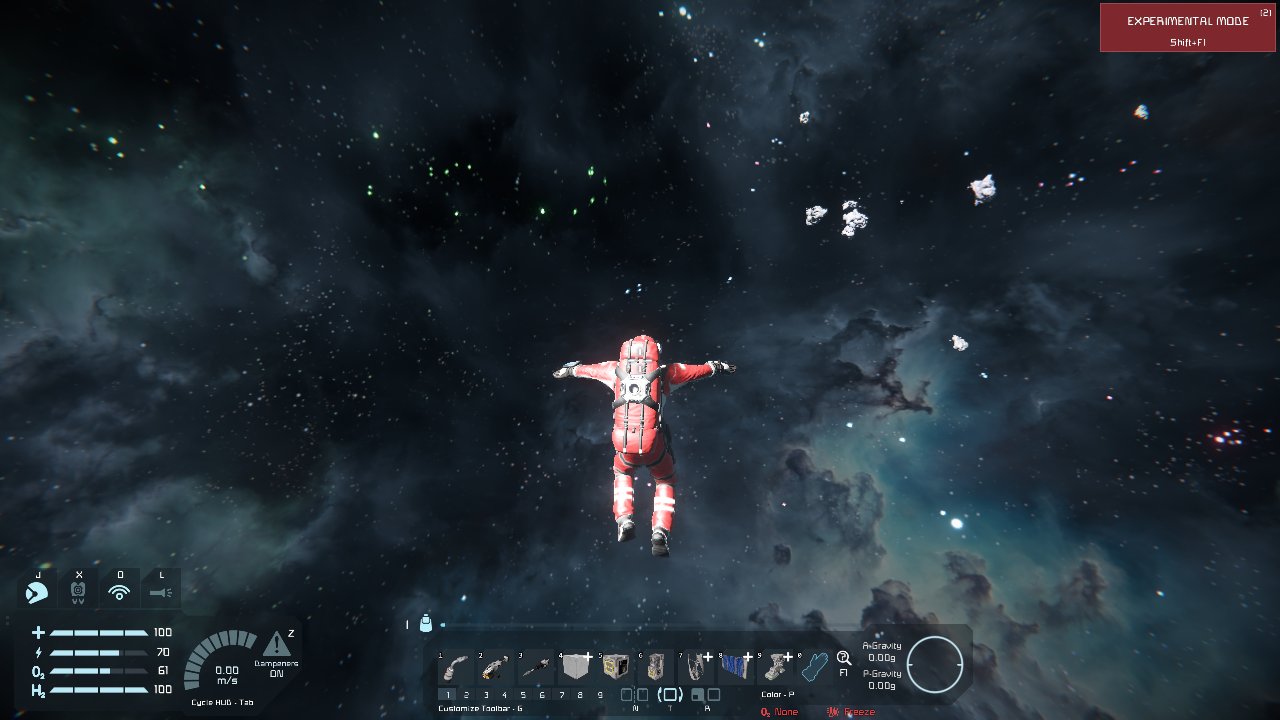 EXPERIMENTAL MODE
(2)
Shift+F1
J X O L
100
70
O₂ 61
H₂ 100
0.00
m/s
Z
Dampeners
ON
Cycle HUD - Tab
I
1 2 3 4 5 6 7 8 9 0
F1
1 2 3 4 5 6 7 8 9
N T R
Customize Toolbar - G
Color - P
A-Gravity
0.00g
P-Gravity
0.00g
O₂ None
Freeze